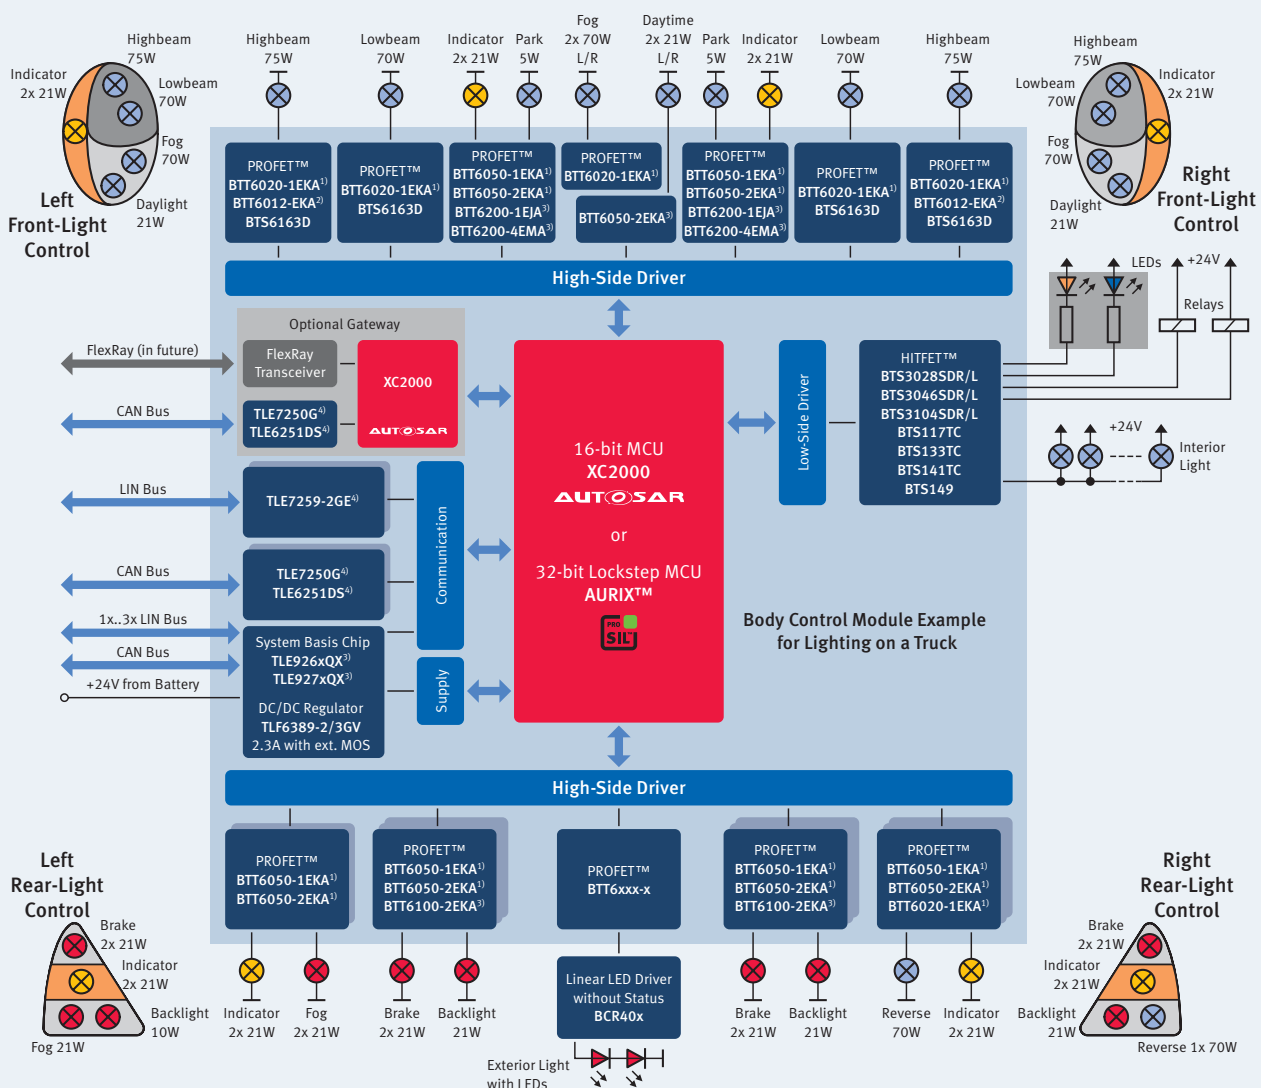 Highbeam
75W
Indicator
2x 21W
Lowbeam
70W
Fog
70W
Daylight
21W
Left
Front-Light
Control
Highbeam
75W
Lowbeam
70W
Indicator
2x 21W
Park
5W
Fog
2x 70W
L/R
Daytime
2x 21W
L/R
Park
5W
Indicator
2x 21W
Lowbeam
70W
Highbeam
75W
Highbeam
75W
Lowbeam
70W
Indicator
2x 21W
Fog
70W
Daylight
21W
Right
Front-Light
Control
PROFET™
BTT6020-1EKA1)
BTT6012-EKA2)
BTS6163D
PROFET™
BTT6020-1EKA1)
BTS6163D
PROFET™
BTT6050-1EKA1)
BTT6050-2EKA1)
BTT6200-1EJA3)
BTT6200-4EMA3)
PROFET™
BTT6020-1EKA1)
BTT6050-2EKA3)
PROFET™
BTT6050-1EKA1)
BTT6050-2EKA1)
BTT6200-1EJA3)
BTT6200-4EMA3)
PROFET™
BTT6020-1EKA1)
BTS6163D
PROFET™
BTT6020-1EKA1)
BTT6012-EKA2)
BTS6163D
High-Side Driver
LEDs
+24V
Relays
Optional Gateway
FlexRay (in future)
FlexRay
Transceiver
XC2000
AUTOSAR
CAN Bus
TLE7250G4)
TLE6251DS4)
LIN Bus
TLE7259-2GE4)
CAN Bus
TLE7250G4)
TLE6251DS4)
Communication
1x..3x LIN Bus
CAN Bus
+24V from Battery
System Basis Chip
TLE926xQX3)
TLE927xQX3)
DC/DC Regulator
TLF6389-2/3GV
2.3A with ext. MOS
Supply
16-bit MCU
XC2000
AUTOSAR
or
32-bit Lockstep MCU
AURIX™
PRO
SIL™
Low-Side Driver
HITFET™
BTS3028SDR/L
BTS3046SDR/L
BTS3104SDR/L
BTS117TC
BTS133TC
BTS141TC
BTS149
+24V
Interior
Light
Body Control Module Example
for Lighting on a Truck
High-Side Driver
PROFET™
BTT6050-1EKA1)
BTT6050-2EKA1)
PROFET™
BTT6050-1EKA1)
BTT6050-2EKA1)
BTT6100-2EKA3)
PROFET™
BTT6xxx-x
PROFET™
BTT6050-1EKA1)
BTT6050-2EKA1)
BTT6100-2EKA3)
PROFET™
BTT6050-1EKA1)
BTT6050-2EKA1)
BTT6020-1EKA1)
Left
Rear-Light
Control
Brake
2x 21W
Indicator
2x 21W
Backlight
10W
Fog 21W
Indicator
2x 21W
Fog
2x 21W
Brake
2x 21W
Backlight
21W
Linear LED Driver
without Status
BCR40x
Exterior Light
with LEDs
Brake
2x 21W
Backlight
21W
Reverse
70W
Indicator
2x 21W
Right
Rear-Light
Control
Brake
2x 21W
Indicator
2x 21W
Backlight
21W
Reverse 1x 70W